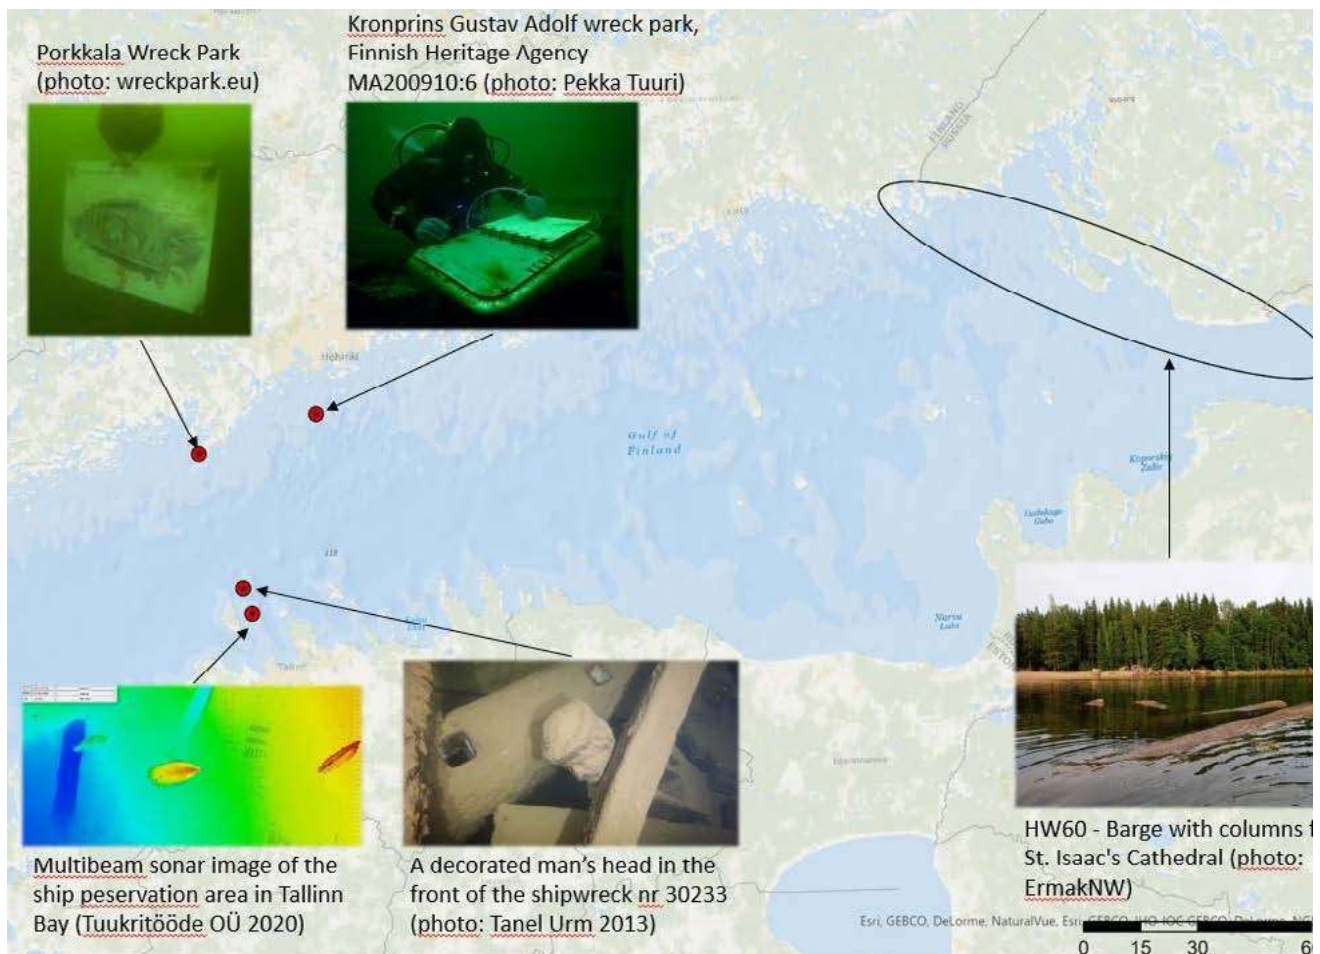 Porkkala Wreck Park
(photo: wreckpark.eu)
Kronprins Gustav Adolf wreck park,
Finnish Heritage Agency
MA200910:6 (photo: Pekka Tuuri)
FINLAND
RUSSIA
Helsinki
Gulf of
Finland
Narva
Tallinn
Multibeam sonar image of the
ship peservation area in Tallinn
Bay (Tuukritööde OÜ 2020)
A decorated man's head in the
front of the shipwreck nr 30233
(photo: Tanel Urm 2013)
HW60 - Barge with columns f
St. Isaac's Cathedral (photo:
ErmakNW)
Esri, GEBCO, DeLorme, NaturalVue, Esri
0 15 30 6